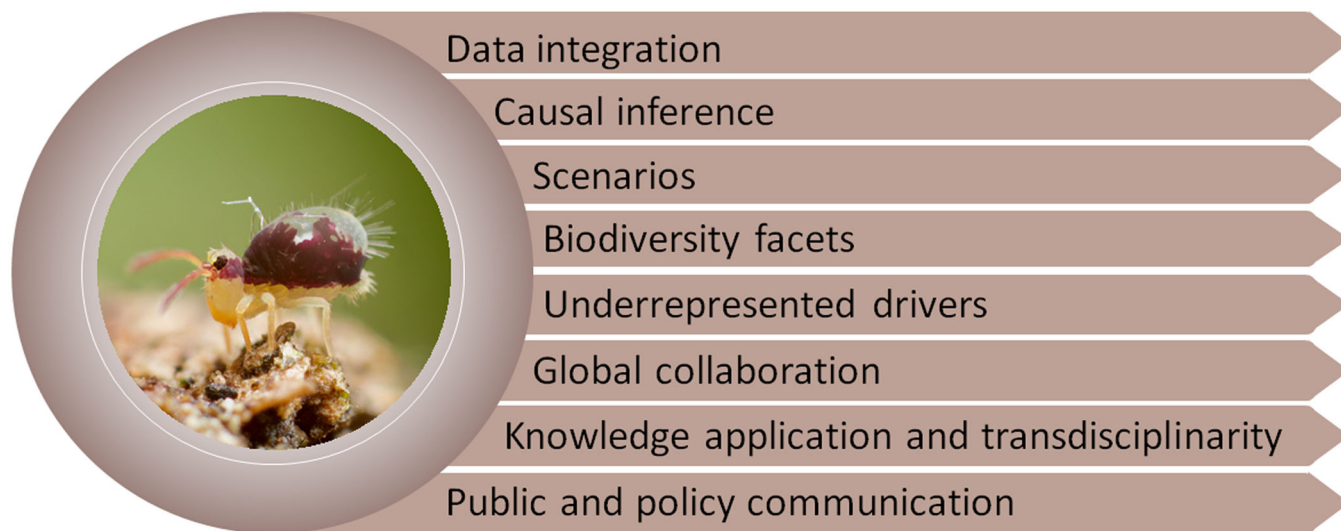 Data integration
Causal inference
Scenarios
Biodiversity facets
Underrepresented drivers
Global collaboration
Knowledge application and transdisciplinarity
Public and policy communication